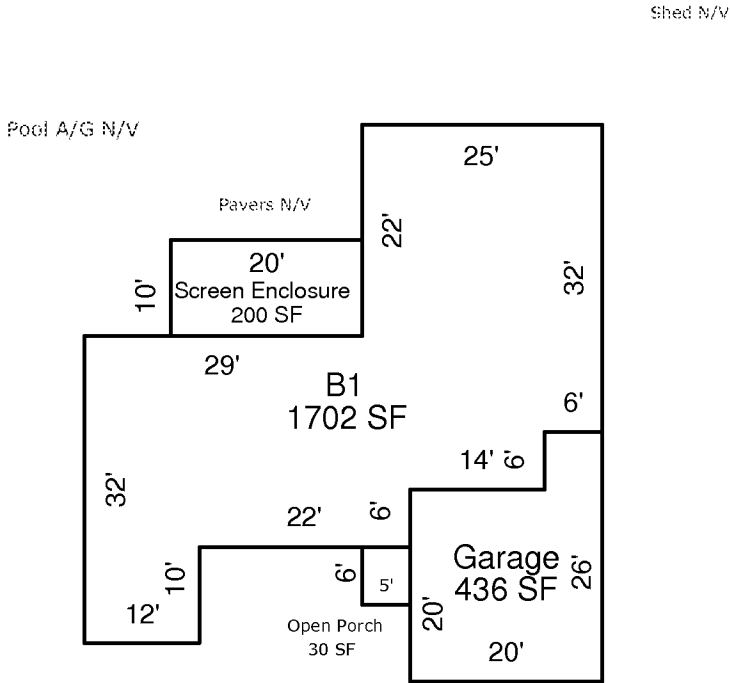 Shed N/V
Pool A/G N/V
25'
Pavers N/V
22'
20'
32'
10'
Screen Enclosure
200 SF
29'
B1
1702 SF
6'
14'
6'
32'
22'
6'
Garage
436 SF
26'
10'
6'
5'
12'
20'
Open Porch
30 SF
20'